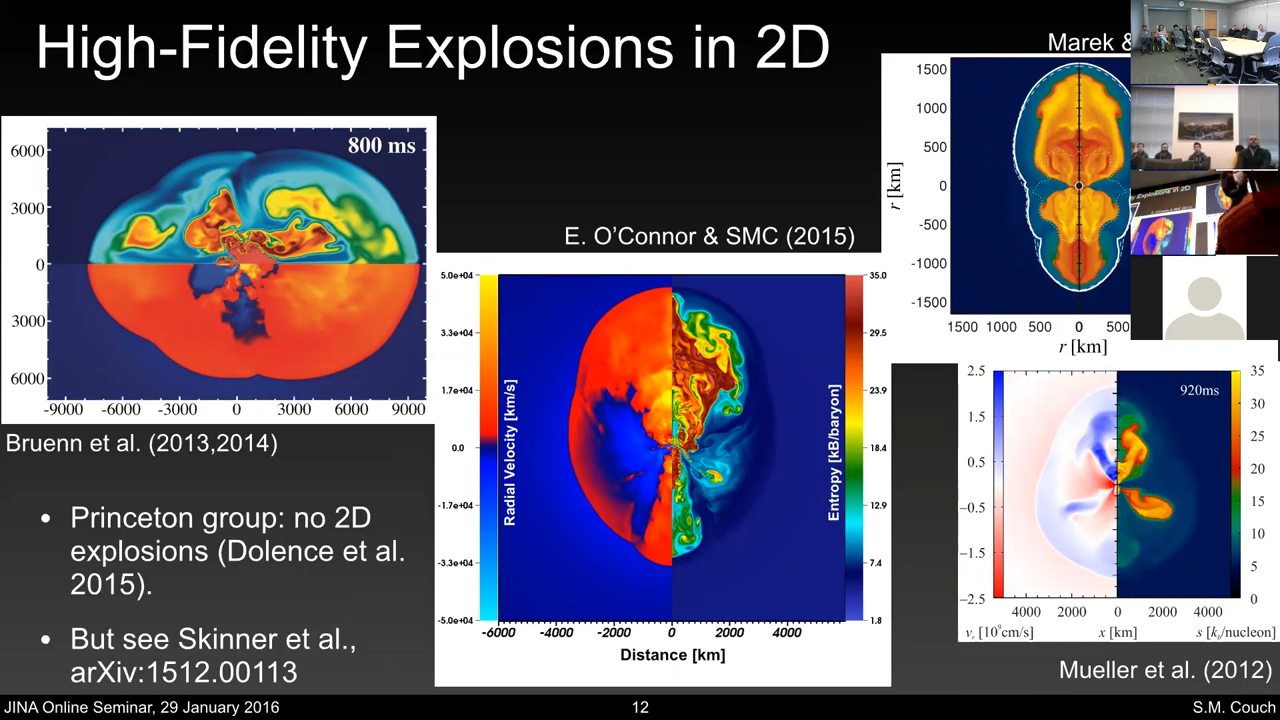 High-Fidelity Explosions in 2D
Marek &
800 ms
6000
3000
0
3000
6000
-9000 -6000 -3000 0 3000 6000 9000
Bruenn et al. (2013,2014)
E. O'Connor & SMC (2015)
5.0e+04
3.3e+04
1.7e+04
0.0
-1.7e+04
-3.3e+04
-5.0e+04
Radial Velocity [km/s]
35.0
29.5
23.9
18.4
12.9
7.4
1.8
Entropy [kB/baryon]
-6000 -4000 -2000 0 2000 4000
Distance [km]
1500
1000
500
0
-500
-1000
-1500
r [km]
1500 1000 500 0 500
r [km]
Explosions in 2D
920ms
2.5
1.5
0.5
−0.5
−1.5
−2.5
35
30
25
20
15
10
5
0
4000 2000 0 2000 4000
vr [10⁹cm/s] x [km] s [kb/nucleon]
Mueller et al. (2012)
• Princeton group: no 2D
explosions (Dolence et al.
2015).
• But see Skinner et al.,
arXiv:1512.00113
JINA Online Seminar, 29 January 2016 12 S.M. Couch